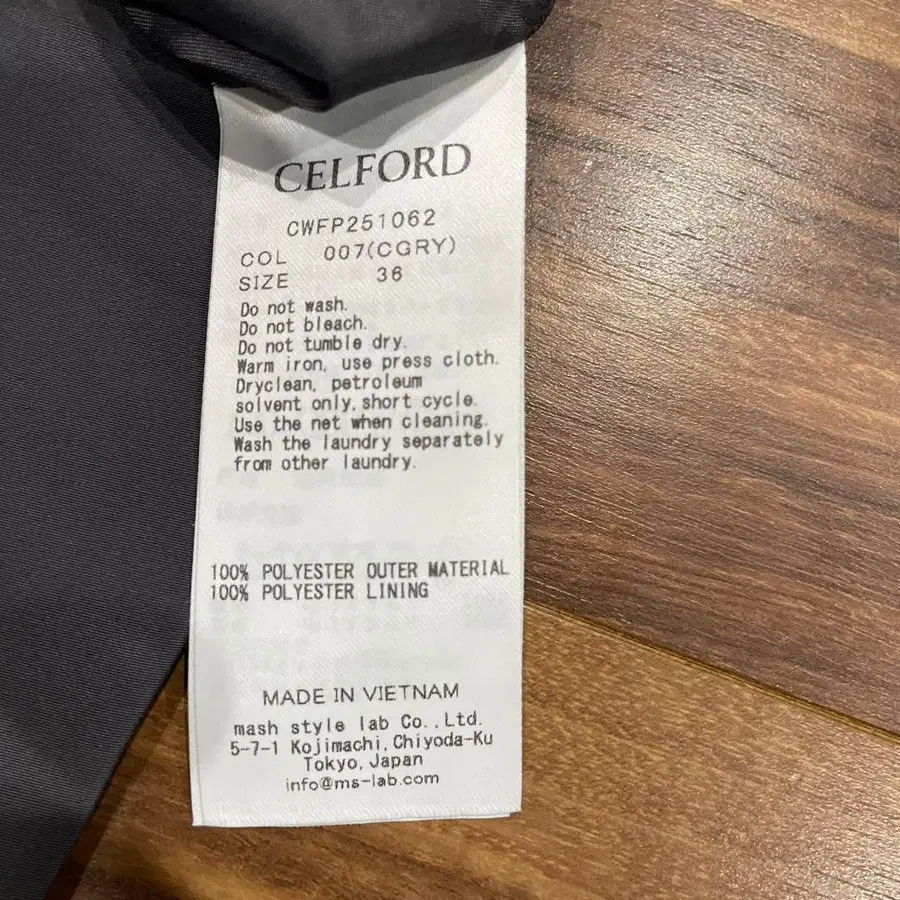 CELFORD
CWFP251062
COL 007(CGRY)
SIZE 36
Do not wash.
Do not bleach.
Do not tumble dry.
Warm iron, use press cloth.
Dryclean, petroleum
solvent only, short cycle.
Use the net when cleaning.
Wash the laundry separately
from other laundry.
100% POLYESTER OUTER MATERIAL
100% POLYESTER LINING
MADE IN VIETNAM
mash style lab Co.,Ltd.
5-7-1 Kojimachi, Chiyoda-Ku
Tokyo, Japan
info@ms-lab.com